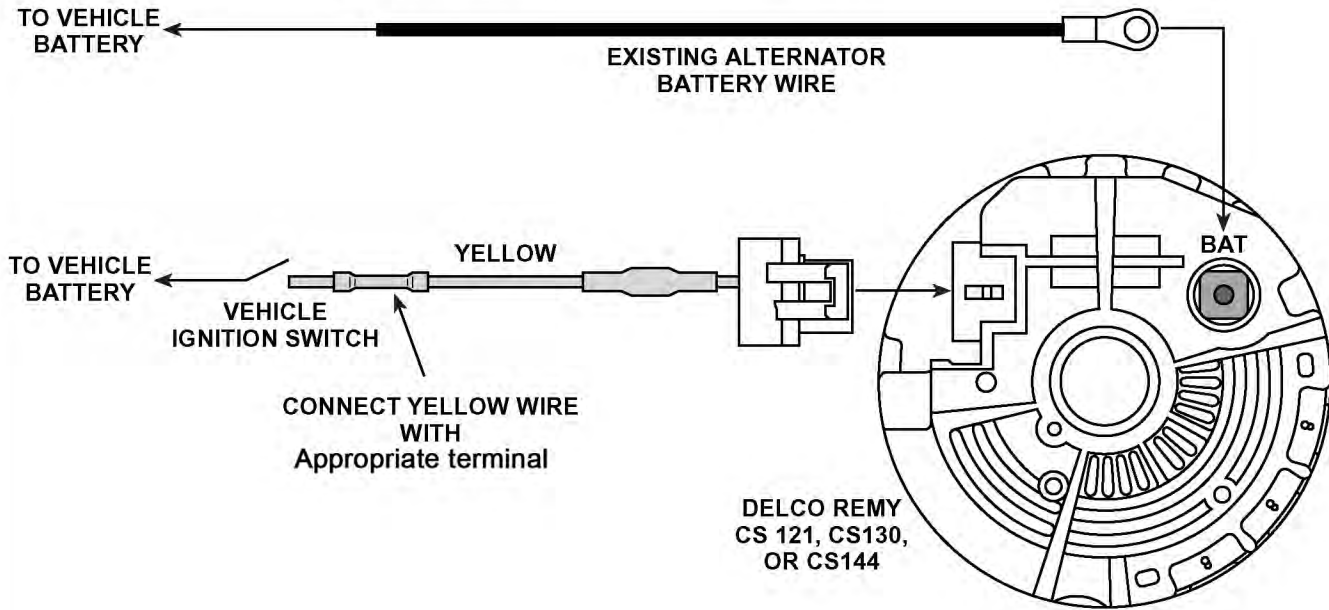 TO VEHICLE
BATTERY
EXISTING ALTERNATOR
BATTERY WIRE
BAT
YELLOW
TO VEHICLE
BATTERY
VEHICLE
IGNITION SWITCH
CONNECT YELLOW WIRE
WITH
Appropriate terminal
DELCO REMY
CS 121, CS130,
OR CS144